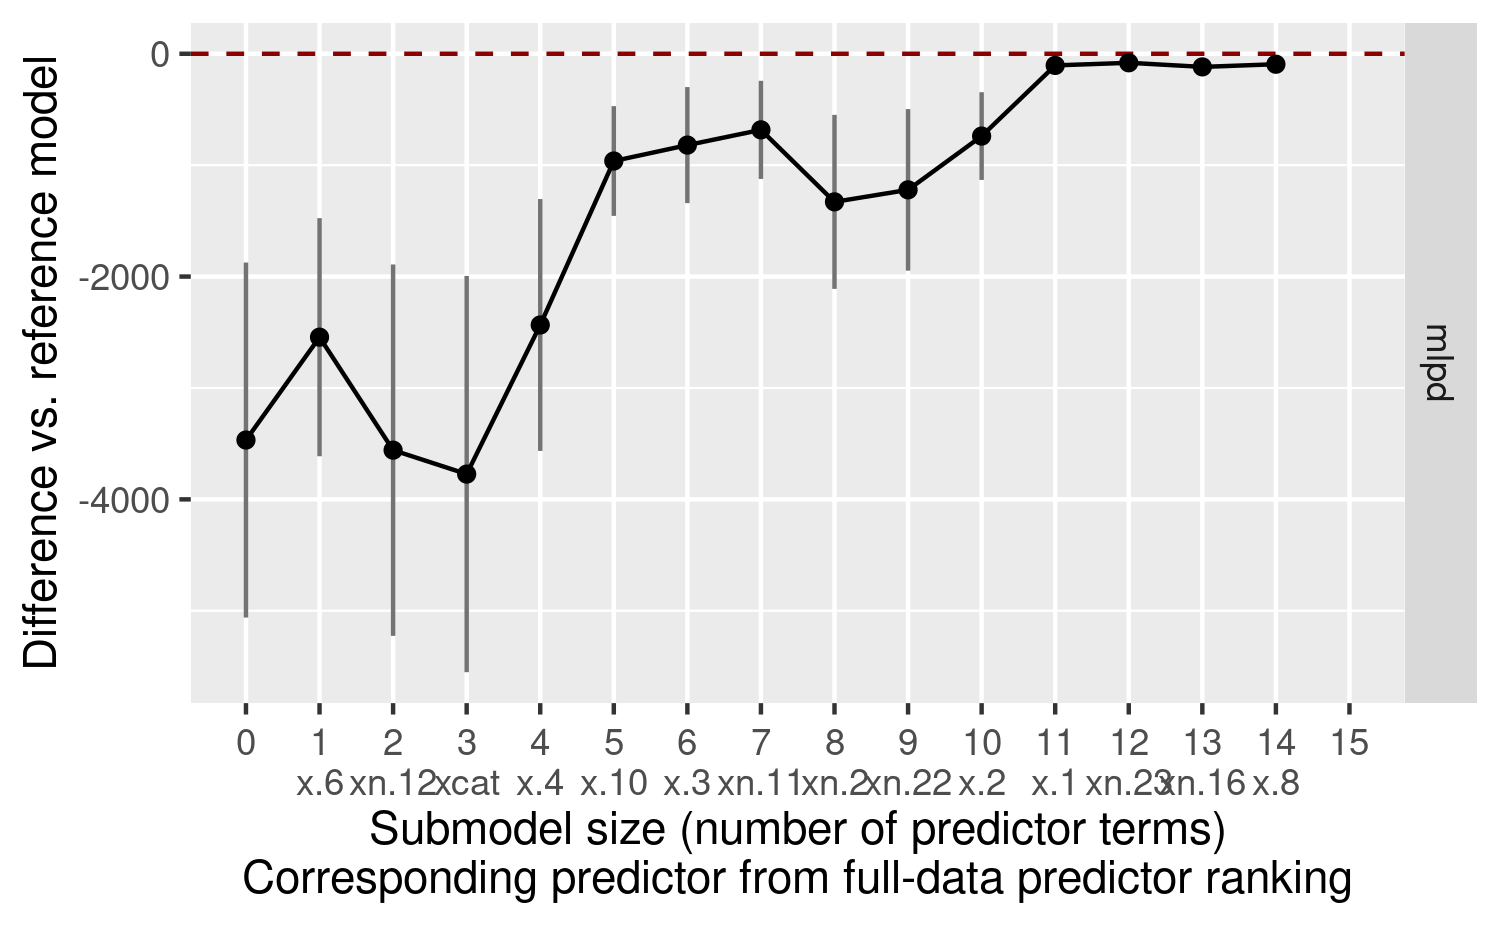 Difference vs. reference model
0
-2000
-4000
mlpd
0 1 2 3 4 5 6 7 8 9 10 11 12 13 14 15
x.6 xn.12 xcat x.4 x.10 x.3 xn.11 xn.2 xn.22 x.2 x.1 xn.23 xn.16 x.8
Submodel size (number of predictor terms)
Corresponding predictor from full-data predictor ranking